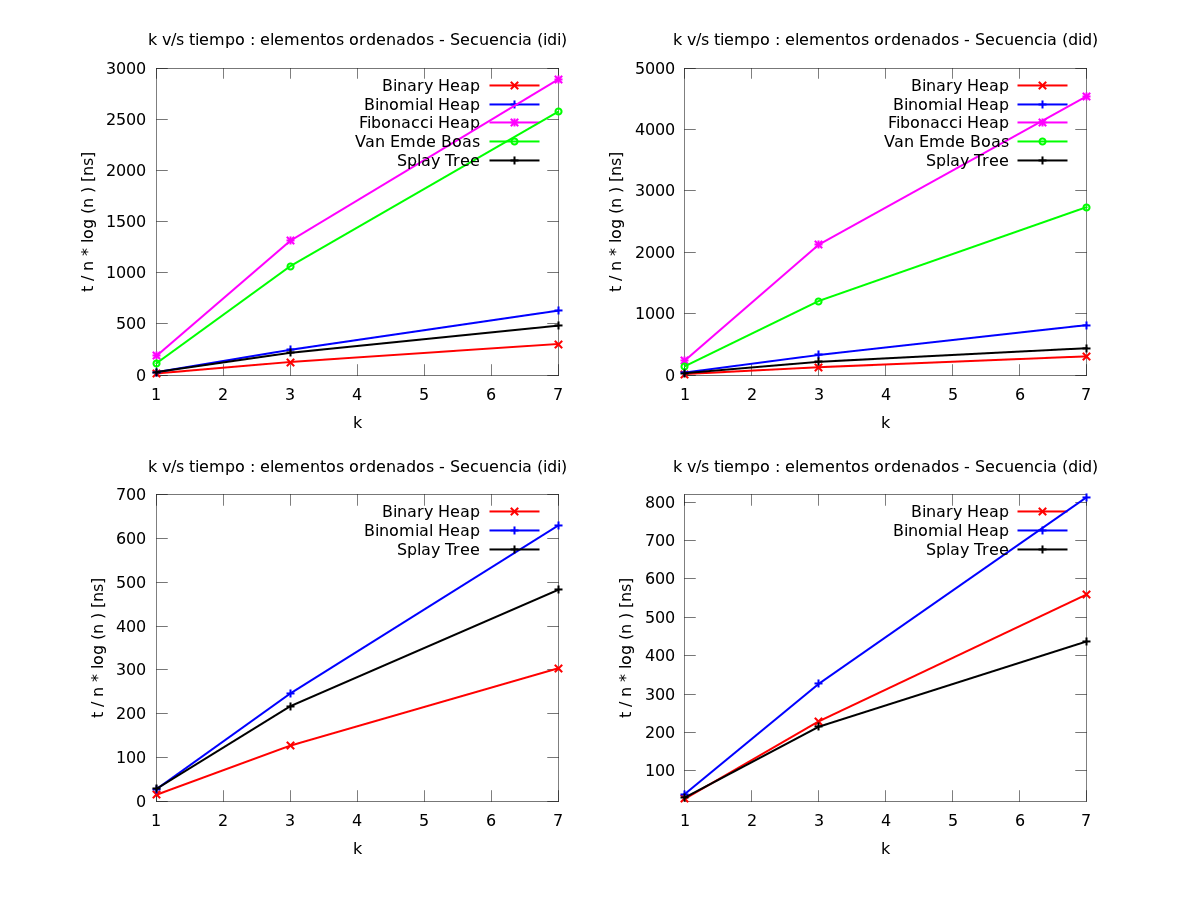 k v/s tiempo : elementos ordenados - Secuencia (idi)
3000
2500
2000
1500
1000
500
0
t / n * log (n ) [ns]
Binary Heap
Binomial Heap
Fibonacci Heap
Van Emde Boas
Splay Tree
1 2 3 4 5 6 7
k
k v/s tiempo : elementos ordenados - Secuencia (did)
5000
4000
3000
2000
1000
0
t / n * log (n ) [ns]
Binary Heap
Binomial Heap
Fibonacci Heap
Van Emde Boas
Splay Tree
1 2 3 4 5 6 7
k
k v/s tiempo : elementos ordenados - Secuencia (idi)
700
600
500
400
300
200
100
0
t / n * log (n ) [ns]
Binary Heap
Binomial Heap
Splay Tree
1 2 3 4 5 6 7
k
k v/s tiempo : elementos ordenados - Secuencia (did)
800
700
600
500
400
300
200
100
t / n * log (n ) [ns]
Binary Heap
Binomial Heap
Splay Tree
1 2 3 4 5 6 7
k